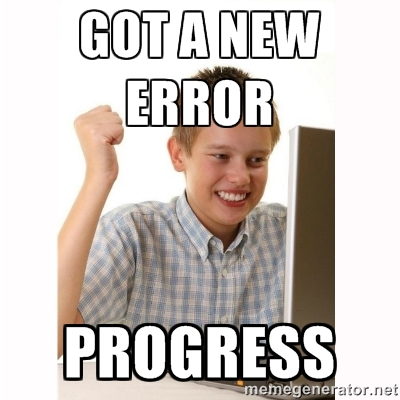 GOT A NEW
ERROR
PROGRESS
memegenerator.net